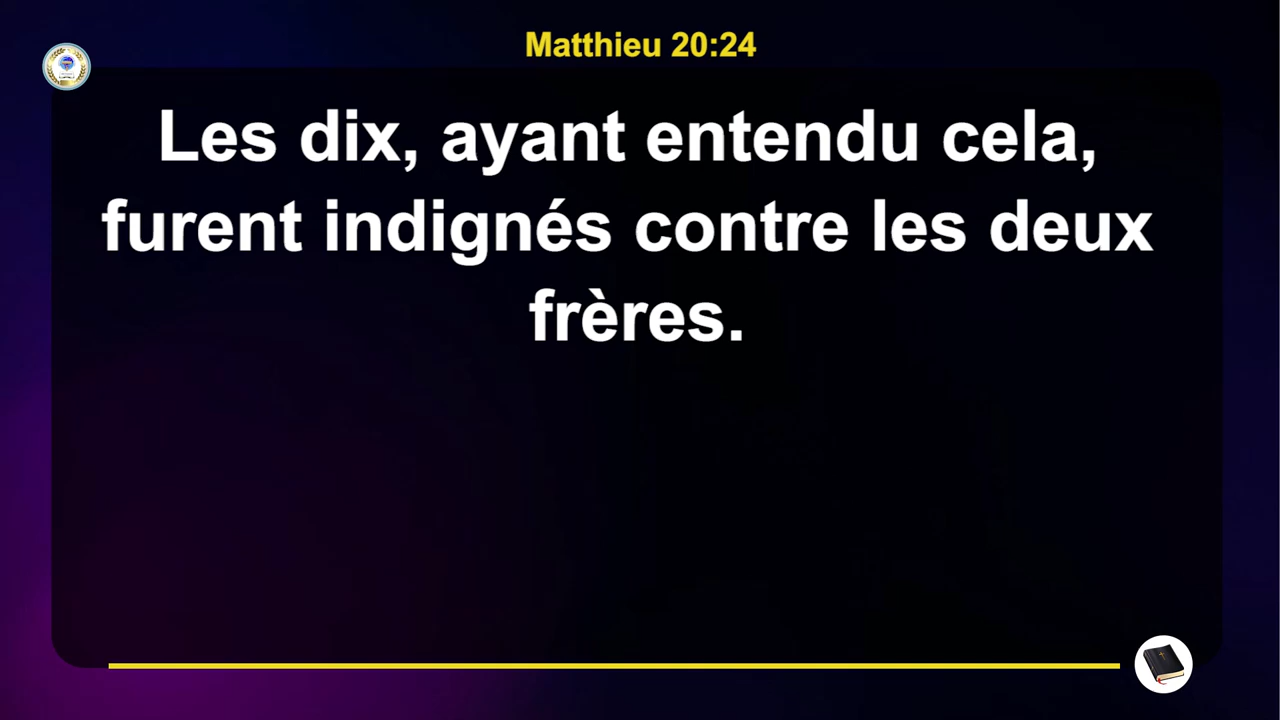 Matthieu 20:24
Les dix, ayant entendu cela,
furent indignés contre les deux
frères.